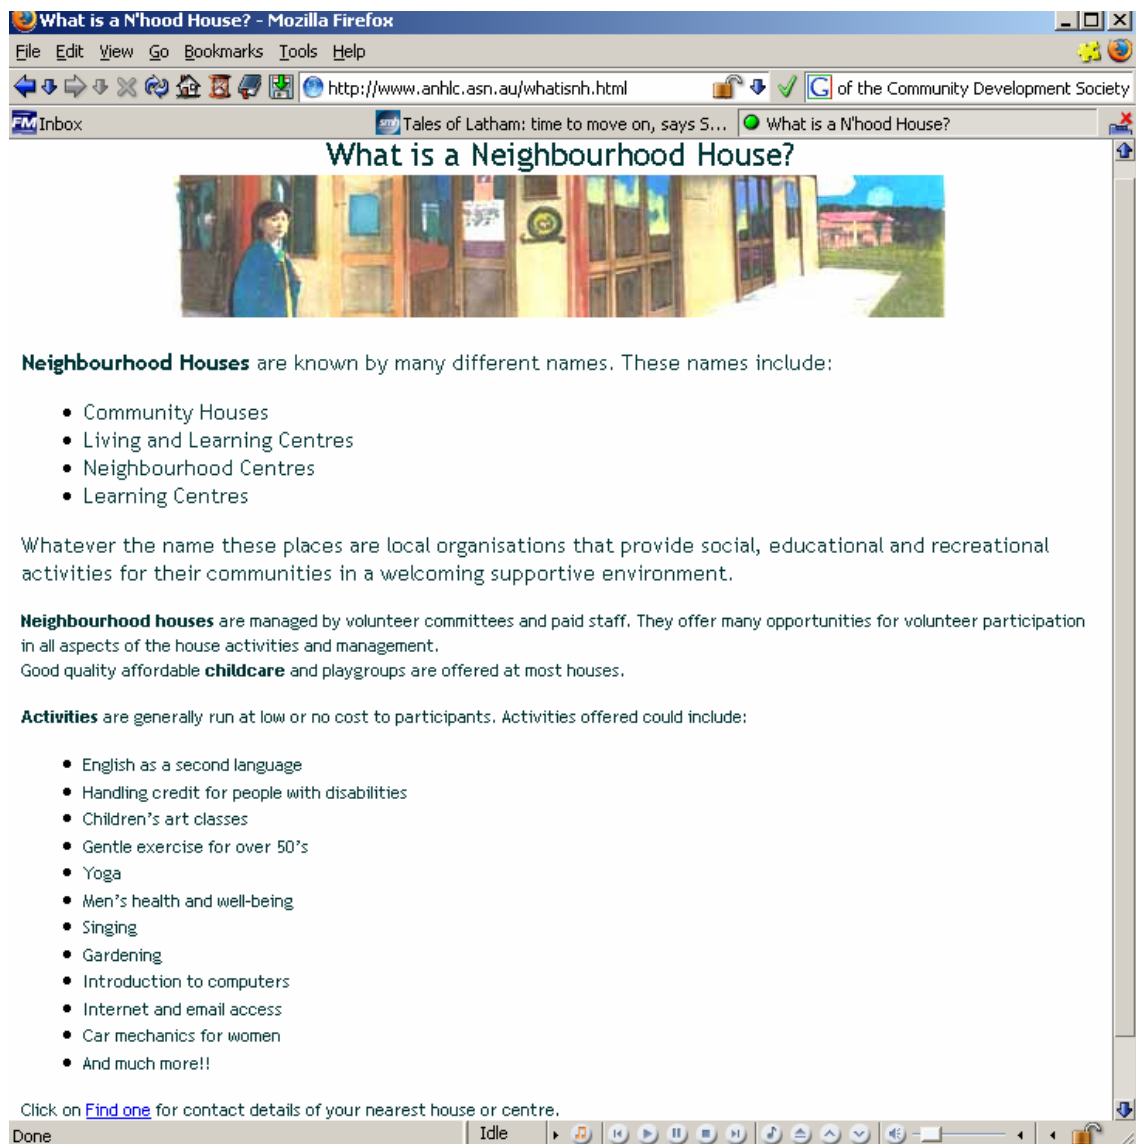 What is a N'hood House? - Mozilla Firefox
File Edit View Go Bookmarks Tools Help
http://www.anhlc.asn.au/whatisnh.html G of the Community Development Society
FM Inbox smh Tales of Latham: time to move on, says S... What is a N'hood House?
What is a Neighbourhood House?
Neighbourhood Houses are known by many different names. These names include:
• Community Houses
• Living and Learning Centres
• Neighbourhood Centres
• Learning Centres
Whatever the name these places are local organisations that provide social, educational and recreational
activities for their communities in a welcoming supportive environment.
Neighbourhood houses are managed by volunteer committees and paid staff. They offer many opportunities for volunteer participation
in all aspects of the house activities and management.
Good quality affordable childcare and playgroups are offered at most houses.
Activities are generally run at low or no cost to participants. Activities offered could include:
• English as a second language
• Handling credit for people with disabilities
• Children's art classes
• Gentle exercise for over 50's
• Yoga
• Men's health and well-being
• Singing
• Gardening
• Introduction to computers
• Internet and email access
• Car mechanics for women
• And much more!!
Click on Find one for contact details of your nearest house or centre.
Done Idle